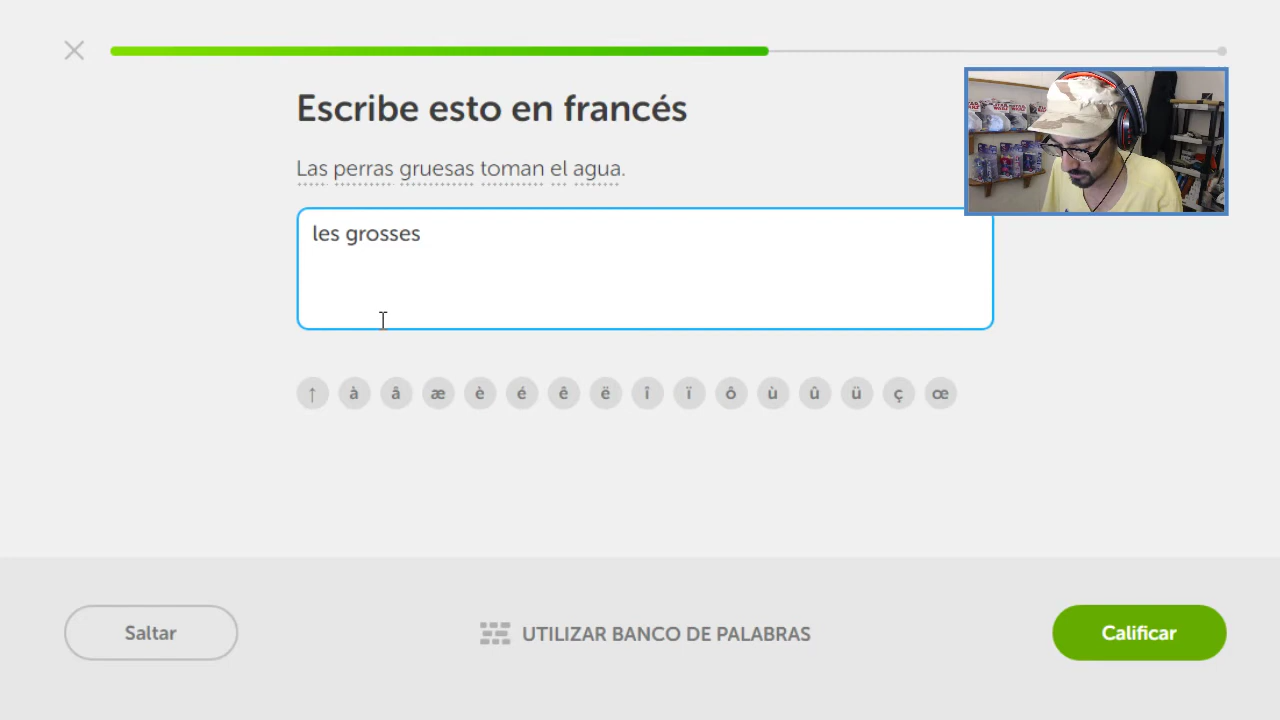 Escribe esto en francés
Las perras gruesas toman el agua.
les grosses
↑ à â æ è é ê ë î ï ô ù û ü ç œ
Saltar
UTILIZAR BANCO DE PALABRAS
Calificar